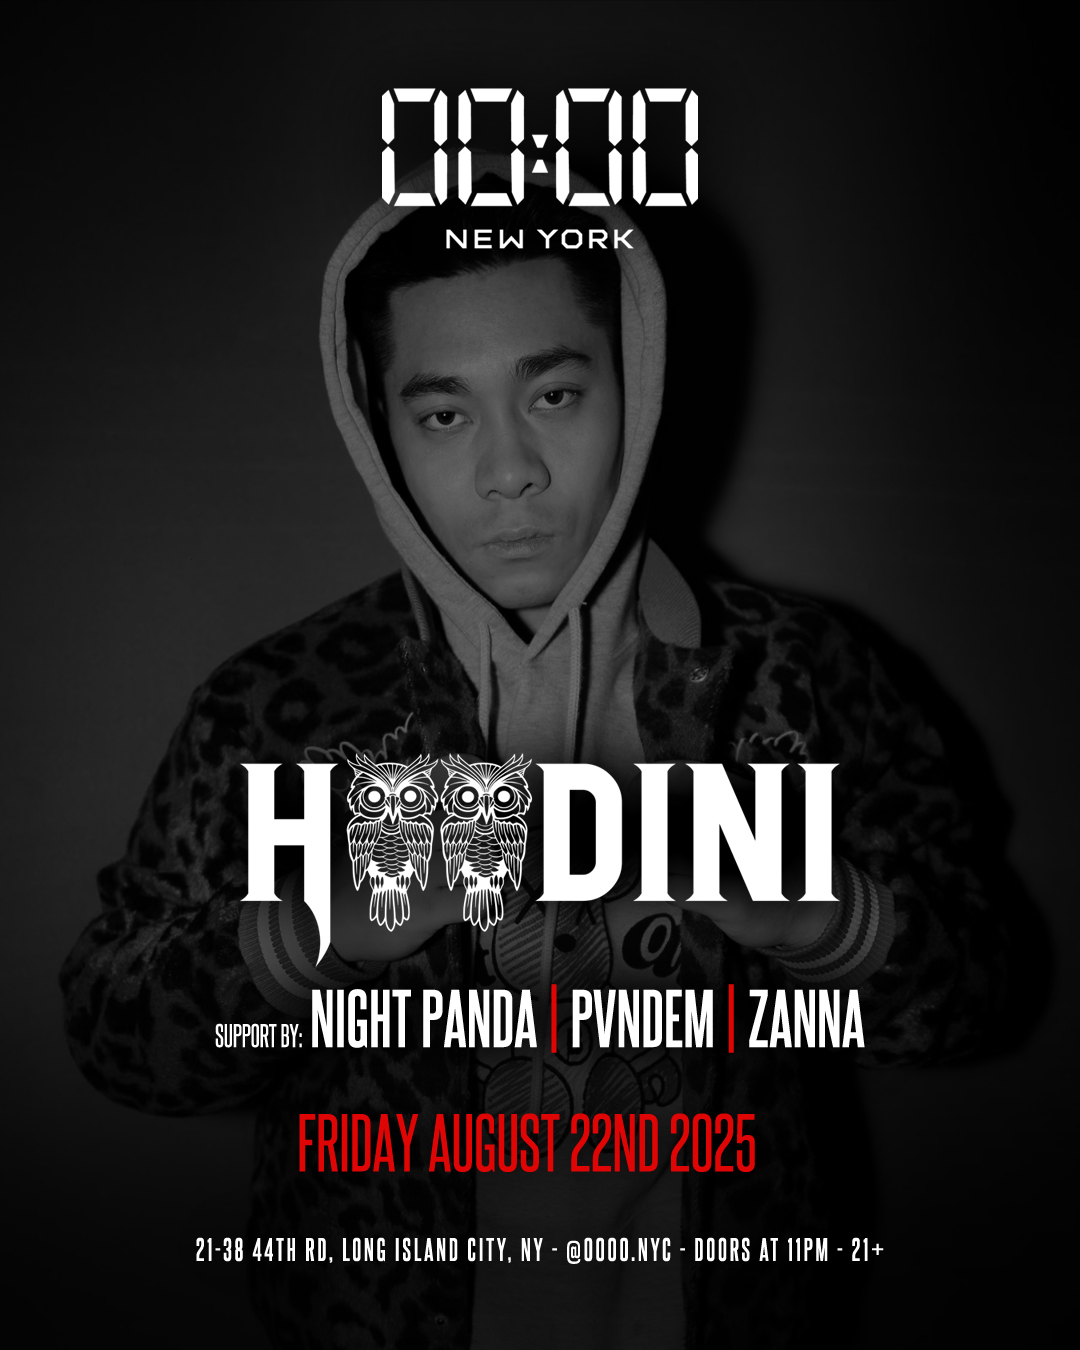 00:00
NEW YORK
HOODINI
SUPPORT BY: NIGHT PANDA | PVNDEM | ZANNA
FRIDAY AUGUST 22ND 2025
21-38 44TH RD, LONG ISLAND CITY, NY - @0000.NYC - DOORS AT 11PM - 21+